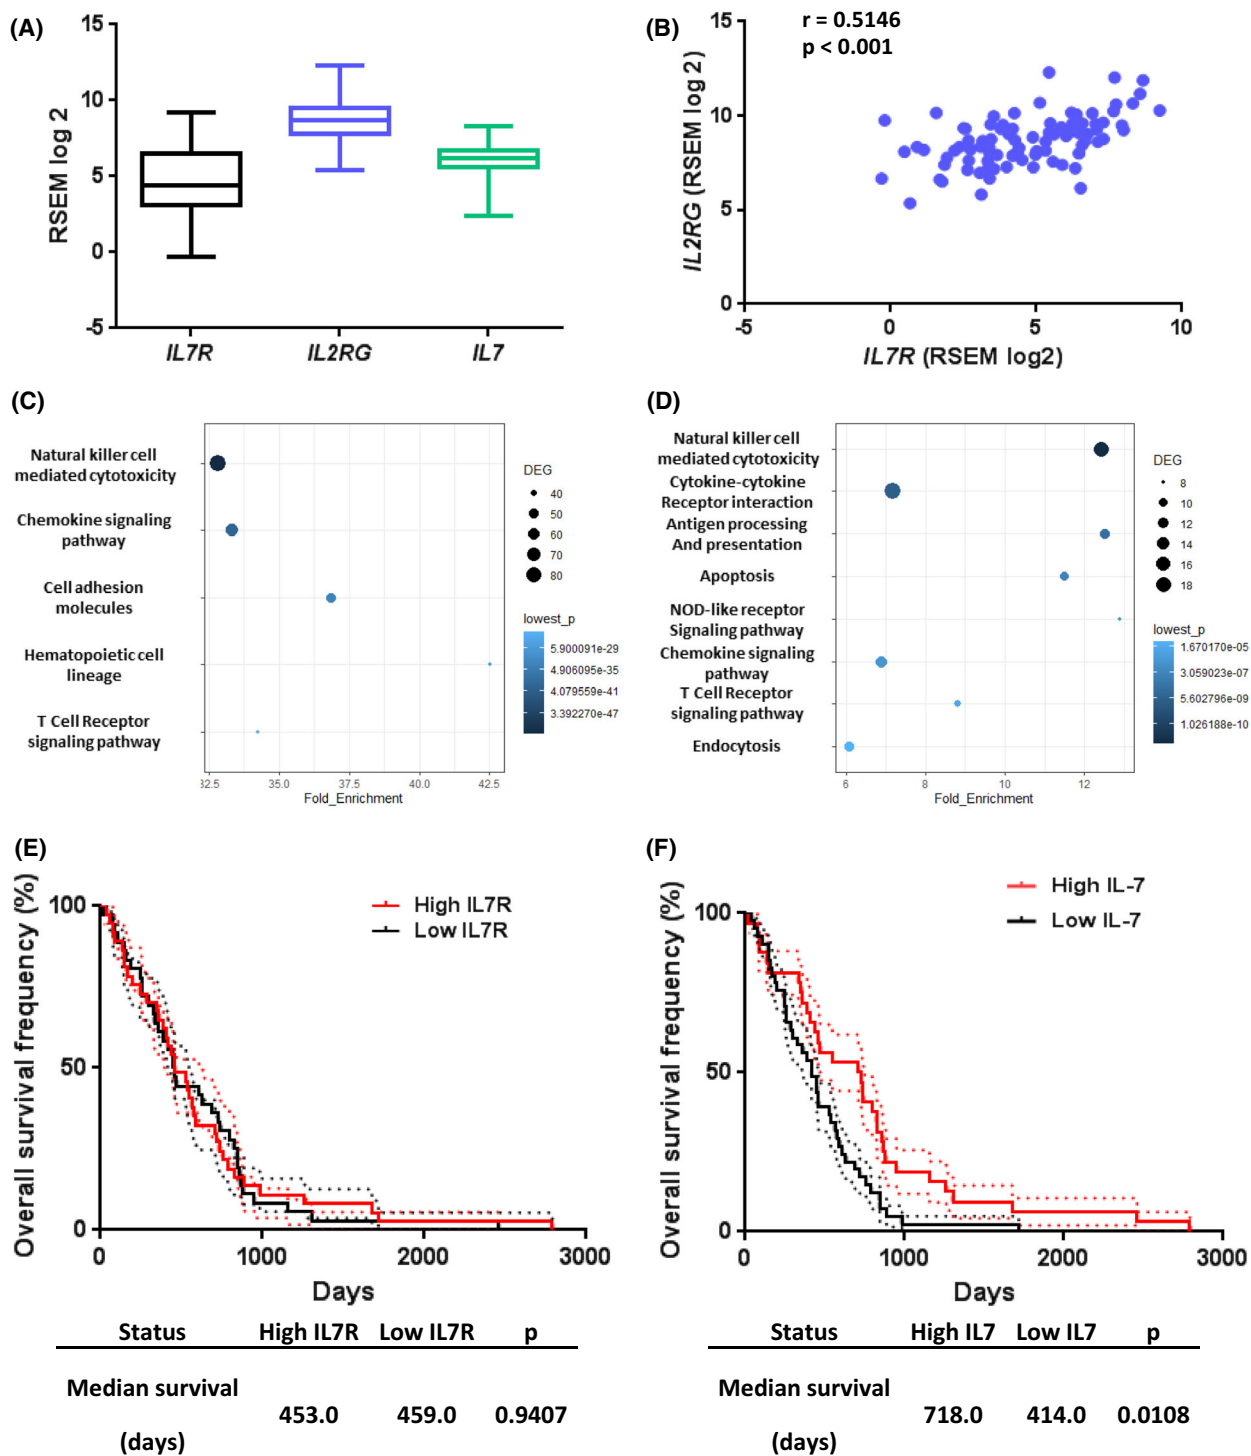 (A)
15
10
5
0
-5
RSEM log 2
IL7R
IL2RG
IL7
(B)
r = 0.5146
p < 0.001
15
10
5
0
IL2RG (RSEM log 2)
-5
0
5
10
IL7R (RSEM log2)
(C)
Natural killer cell
mediated cytotoxicity
Chemokine signaling
pathway
Cell adhesion
molecules
Hematopoietic cell
lineage
T Cell Receptor
signaling pathway
32.5
35.0
37.5
40.0
42.5
Fold_Enrichment
DEG
40
50
60
70
80
lowest_p
5.900091e-29
4.906095e-35
4.079559e-41
3.392270e-47
(D)
Natural killer cell
mediated cytotoxicity
Cytokine-cytokine
Receptor interaction
Antigen processing
And presentation
Apoptosis
NOD-like receptor
Signaling pathway
Chemokine signaling
pathway
T Cell Receptor
signaling pathway
Endocytosis
6
8
10
12
Fold_Enrichment
DEG
8
10
12
14
16
18
lowest_p
1.670170e-05
3.059023e-07
5.602796e-09
1.026188e-10
(E)
Overall survival frequency (%)
100
50
0
High IL7R
Low IL7R
0
1000
2000
3000
Days
Status High IL7R Low IL7R p
Median survival
453.0 459.0 0.9407
(days)
(F)
Overall survival frequency (%)
100
50
0
High IL-7
Low IL-7
0
1000
2000
3000
Days
Status High IL7 Low IL7 p
Median survival
718.0 414.0 0.0108
(days)